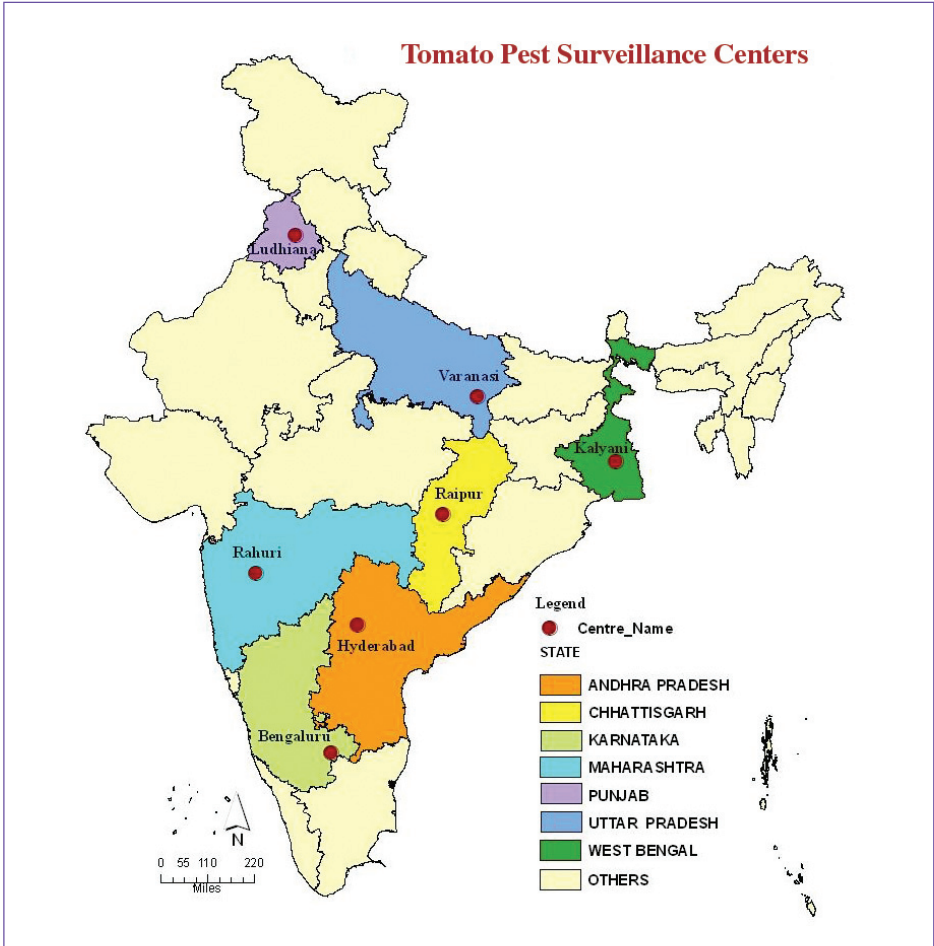 Tomato Pest Surveillance Centers
Ludhiana
Varanasi
Kalyani
Raipur
Rahuri
Hyderabad
Bengaluru
Legend
Centre_Name
STATE
ANDHRA PRADESH
CHHATTISGARH
KARNATAKA
MAHARASHTRA
PUNJAB
UTTAR PRADESH
WEST BENGAL
OTHERS
N
0 55 110 220
Miles